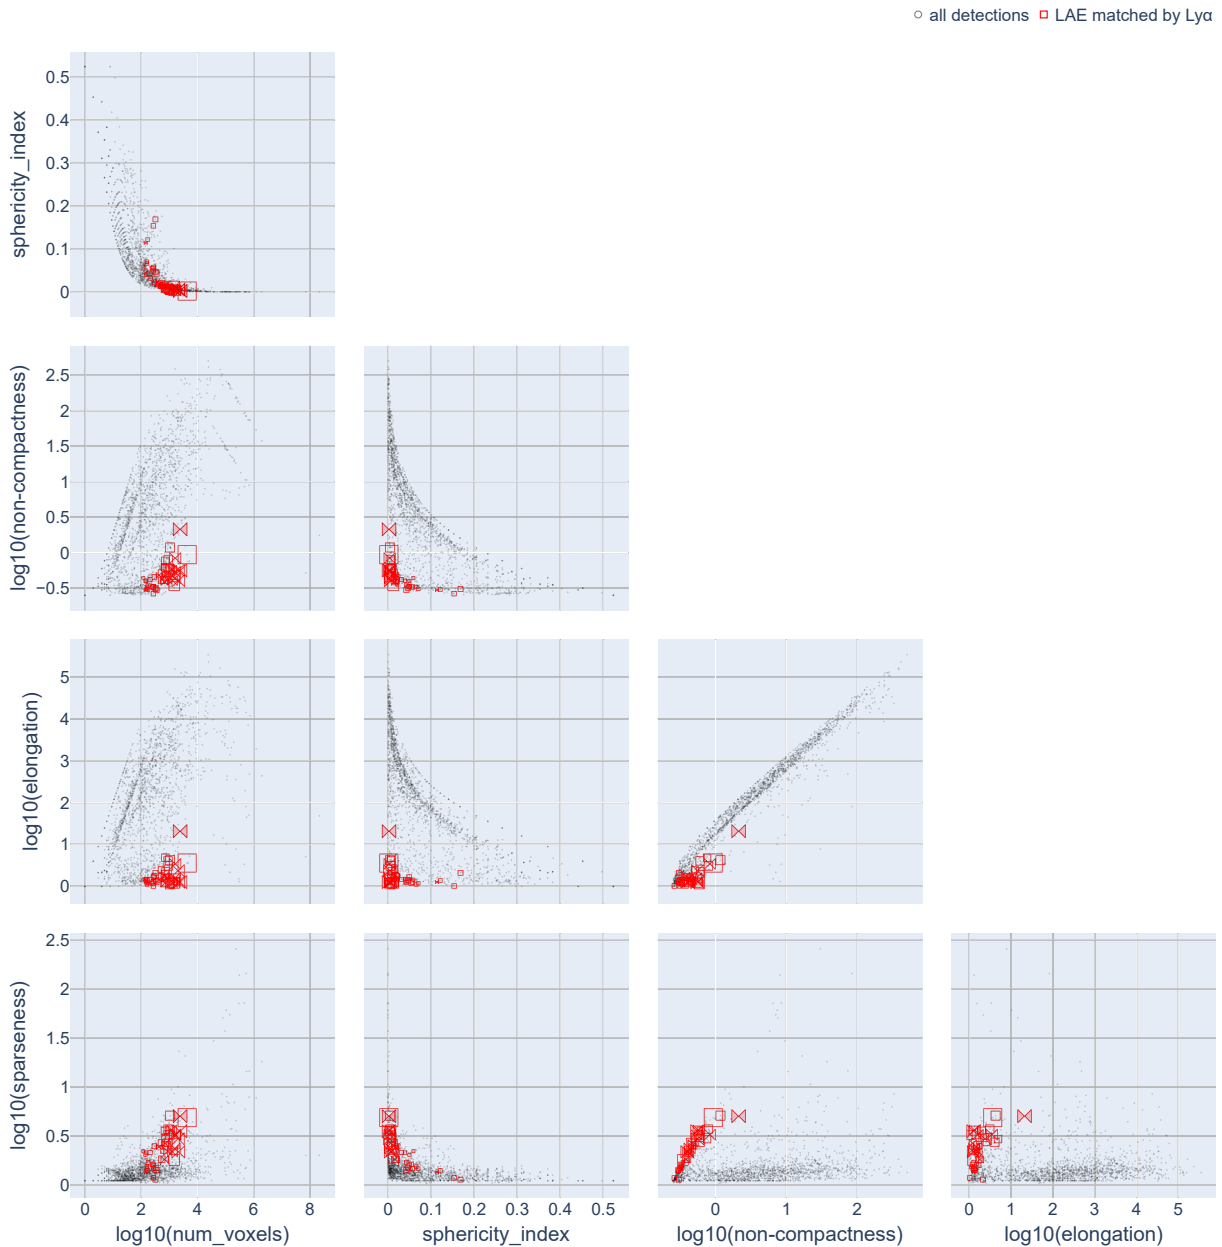 all detections LAE matched by Lyα
sphericity_index
0.5
0.4
0.3
0.2
0.1
0
log10(non-compactness)
2.5
2
1.5
1
0.5
0
−0.5
log10(elongation)
5
4
3
2
1
0
log10(sparseness)
2.5
2
1.5
1
0.5
0
0 2 4 6 8
0 0.1 0.2 0.3 0.4 0.5
0 1 2
0 1 2 3 4 5
log10(num_voxels) sphericity_index log10(non-compactness) log10(elongation)